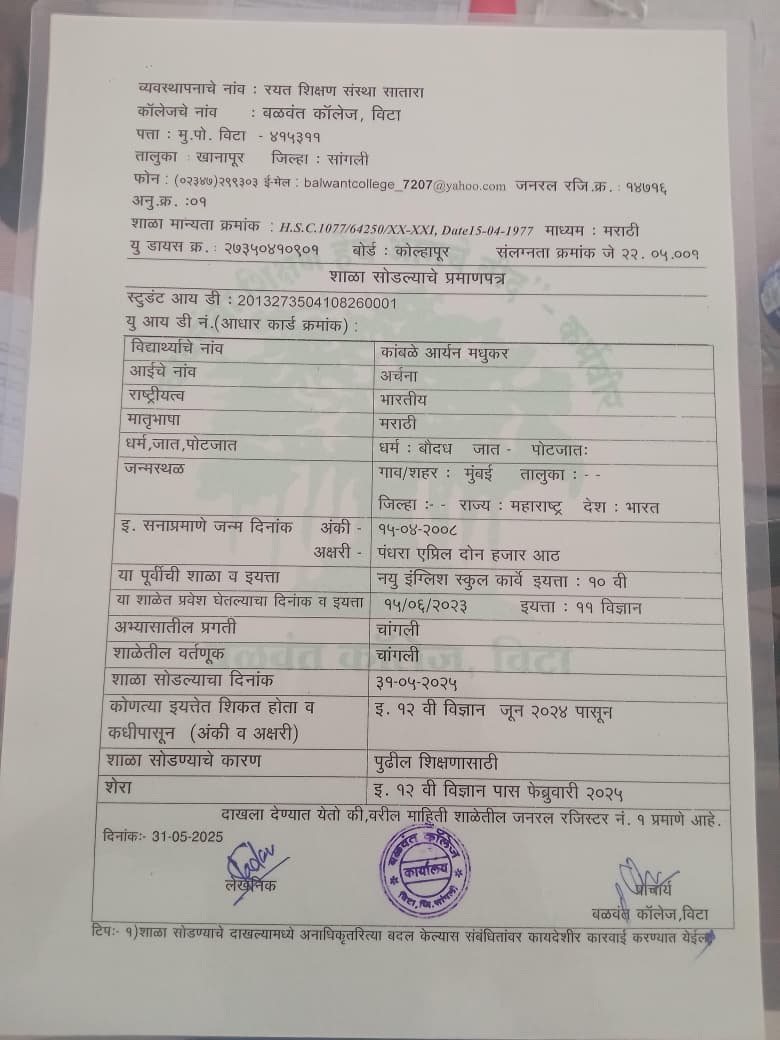 व्यवस्थापनाचे नांव : रयत शिक्षण संस्था सातारा
कॉलेजचे नांव : बळवंत कॉलेज, विटा
पत्ता : मु.पो. विटा - ४१५३११
तालुका : खानापूर जिल्हा : सांगली
फोन : (०२३४७)२९९३०३ ई-मेल : balwantcollege_7207@yahoo.com जनरल रजि.क्र. : १४७१६
अनु.क्र. :०१
शाळा मान्यता क्रमांक : H.S.C.1077/64250/XX-XXI, Date15-04-1977 माध्यम : मराठी
यु डायस क्र. : २७३५०४१०९०१ बोर्ड : कोल्हापूर संलग्नता क्रमांक जे २२. ०५.००१
शाळा सोडल्याचे प्रमाणपत्र
स्टुडंट आय डी : 2013273504108260001
यु आय डी नं.(आधार कार्ड क्रमांक) :
विद्यार्थ्याचे नांव कांबळे आर्यन मधुकर
आईचे नांव अर्चना
राष्ट्रीयत्व भारतीय
मातृभाषा मराठी
धर्म,जात,पोटजात धर्म : बौदध जात - पोटजातः
जन्मस्थळ गाव/शहर : मुंबई तालुका : - -
जिल्हा :- - राज्य : महाराष्ट्र देश : भारत
इ. सनाप्रमाणे जन्म दिनांक अंकी - १५-०४-२००८
अक्षरी - पंधरा एप्रिल दोन हजार आठ
या पूर्वीची शाळा व इयत्ता नयु इंग्लिश स्कुल कार्वे इयत्ता : १० वी
या शाळेत प्रवेश घेतल्याचा दिनांक व इयत्ता १५/०६/२०२३ इयत्ता : ११ विज्ञान
अभ्यासातील प्रगती चांगली
शाळेतील वर्तणूक चांगली
शाळा सोडल्याचा दिनांक ३१-०५-२०२५
कोणत्या इयत्तेत शिकत होता व इ. १२ वी विज्ञान जून २०२४ पासून
कधीपासून (अंकी व अक्षरी)
शाळा सोडण्याचे कारण पुढील शिक्षणासाठी
शेरा इ. १२ वी विज्ञान पास फेब्रुवारी २०२५
दाखला देण्यात येतो की,वरील माहिती शाळेतील जनरल रजिस्टर नं. १ प्रमाणे आहे.
दिनांकः- 31-05-2025
बळवंत कॉलेज
कार्यालय
विटा, जि.सांगली
लेखनिक
प्राचार्य
बळवंत कॉलेज,विटा
टिपः- १)शाळा सोडण्याचे दाखल्यामध्ये अनाधिकृतरित्या बदल केल्यास संबंधितांवर कायदेशीर कारवाई करण्यात येईल